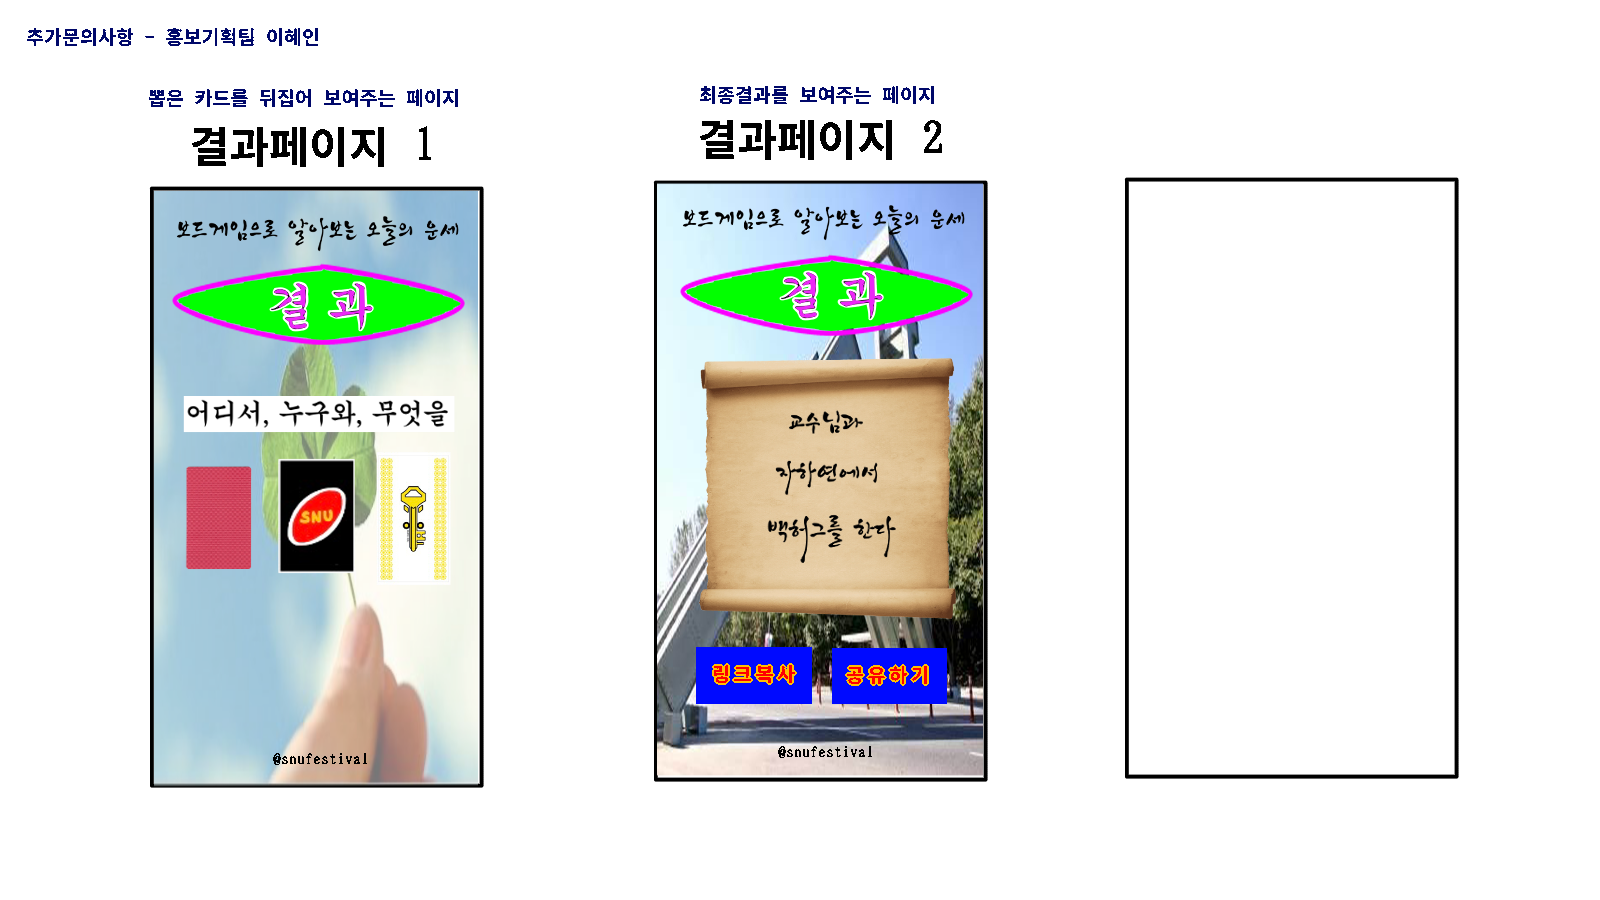 추가문의사항 - 홍보기획팀 이혜인
뽑은 카드를 뒤집어 보여주는 페이지
결과페이지 1
보드게임으로 알아보는 오늘의 운세
결과
어디서, 누구와, 무엇을
SNU
@snufestival
최종결과를 보여주는 페이지
결과페이지 2
보드게임으로 알아보는 오늘의 운세
결과
교수님과
자하연에서
백허그를 한다
링크복사
공유하기
@snufestival